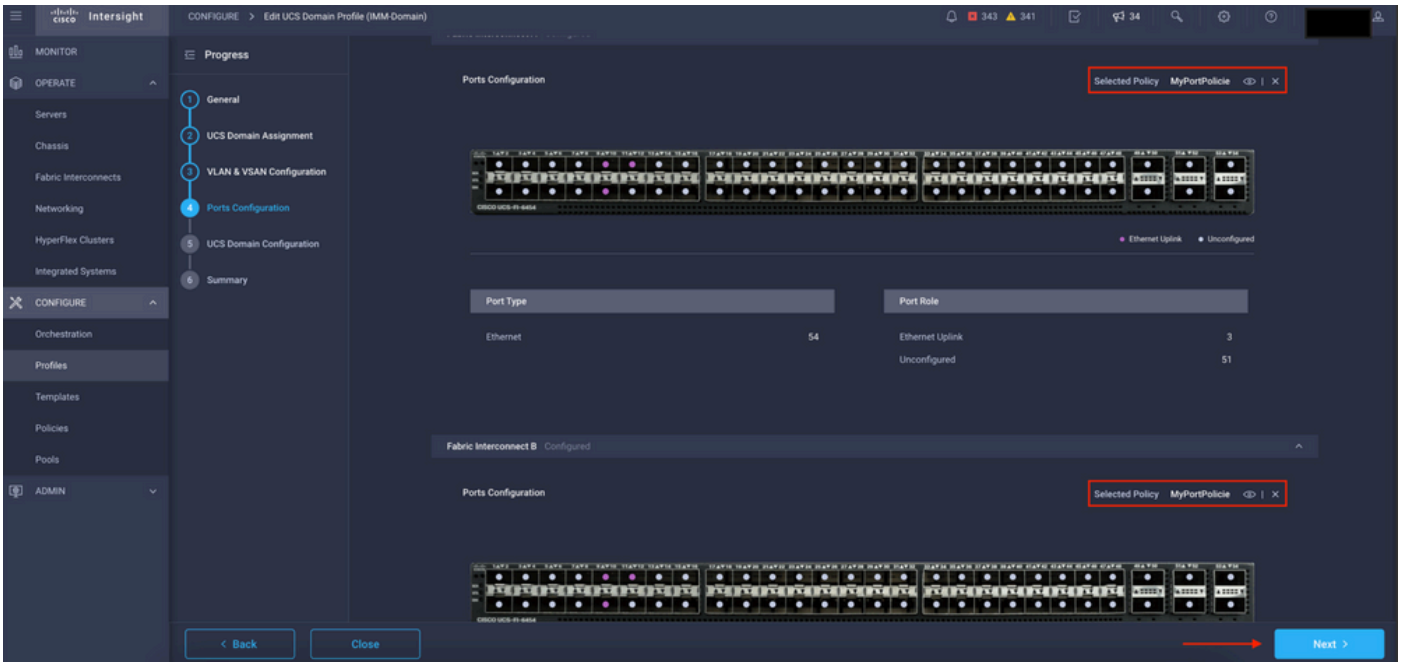 cisco Intersight
CONFIGURE > Edit UCS Domain Profile (IMM-Domain)
343 341 34
MONITOR
OPERATE
Servers
Chassis
Fabric Interconnects
Networking
HyperFlex Clusters
Integrated Systems
CONFIGURE
Orchestration
Profiles
Templates
Policies
Pools
ADMIN
Progress
1 General
2 UCS Domain Assignment
3 VLAN & VSAN Configuration
4 Ports Configuration
5 UCS Domain Configuration
6 Summary
Ports Configuration
Selected Policy MyPortPolicie | ×
CISCO UCS-FI-6454
Ethernet Uplink Unconfigured
Port Type
Ethernet 54
Port Role
Ethernet Uplink 3
Unconfigured 51
Fabric Interconnect B Configured
Ports Configuration
Selected Policy MyPortPolicie | ×
CISCO UCS-FI-6454
< Back
Close
Next >